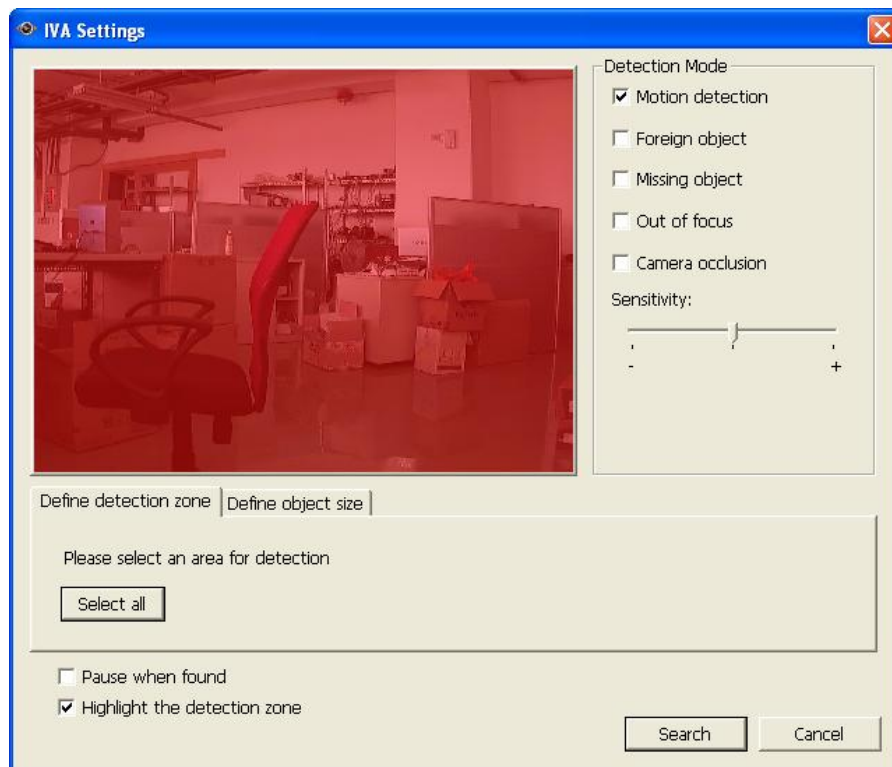 IVA Settings
Detection Mode
Motion detection
Foreign object
Missing object
Out of focus
Camera occlusion
Sensitivity:
- +
Define detection zone Define object size
Please select an area for detection
Select all
Pause when found
Highlight the detection zone
Search Cancel